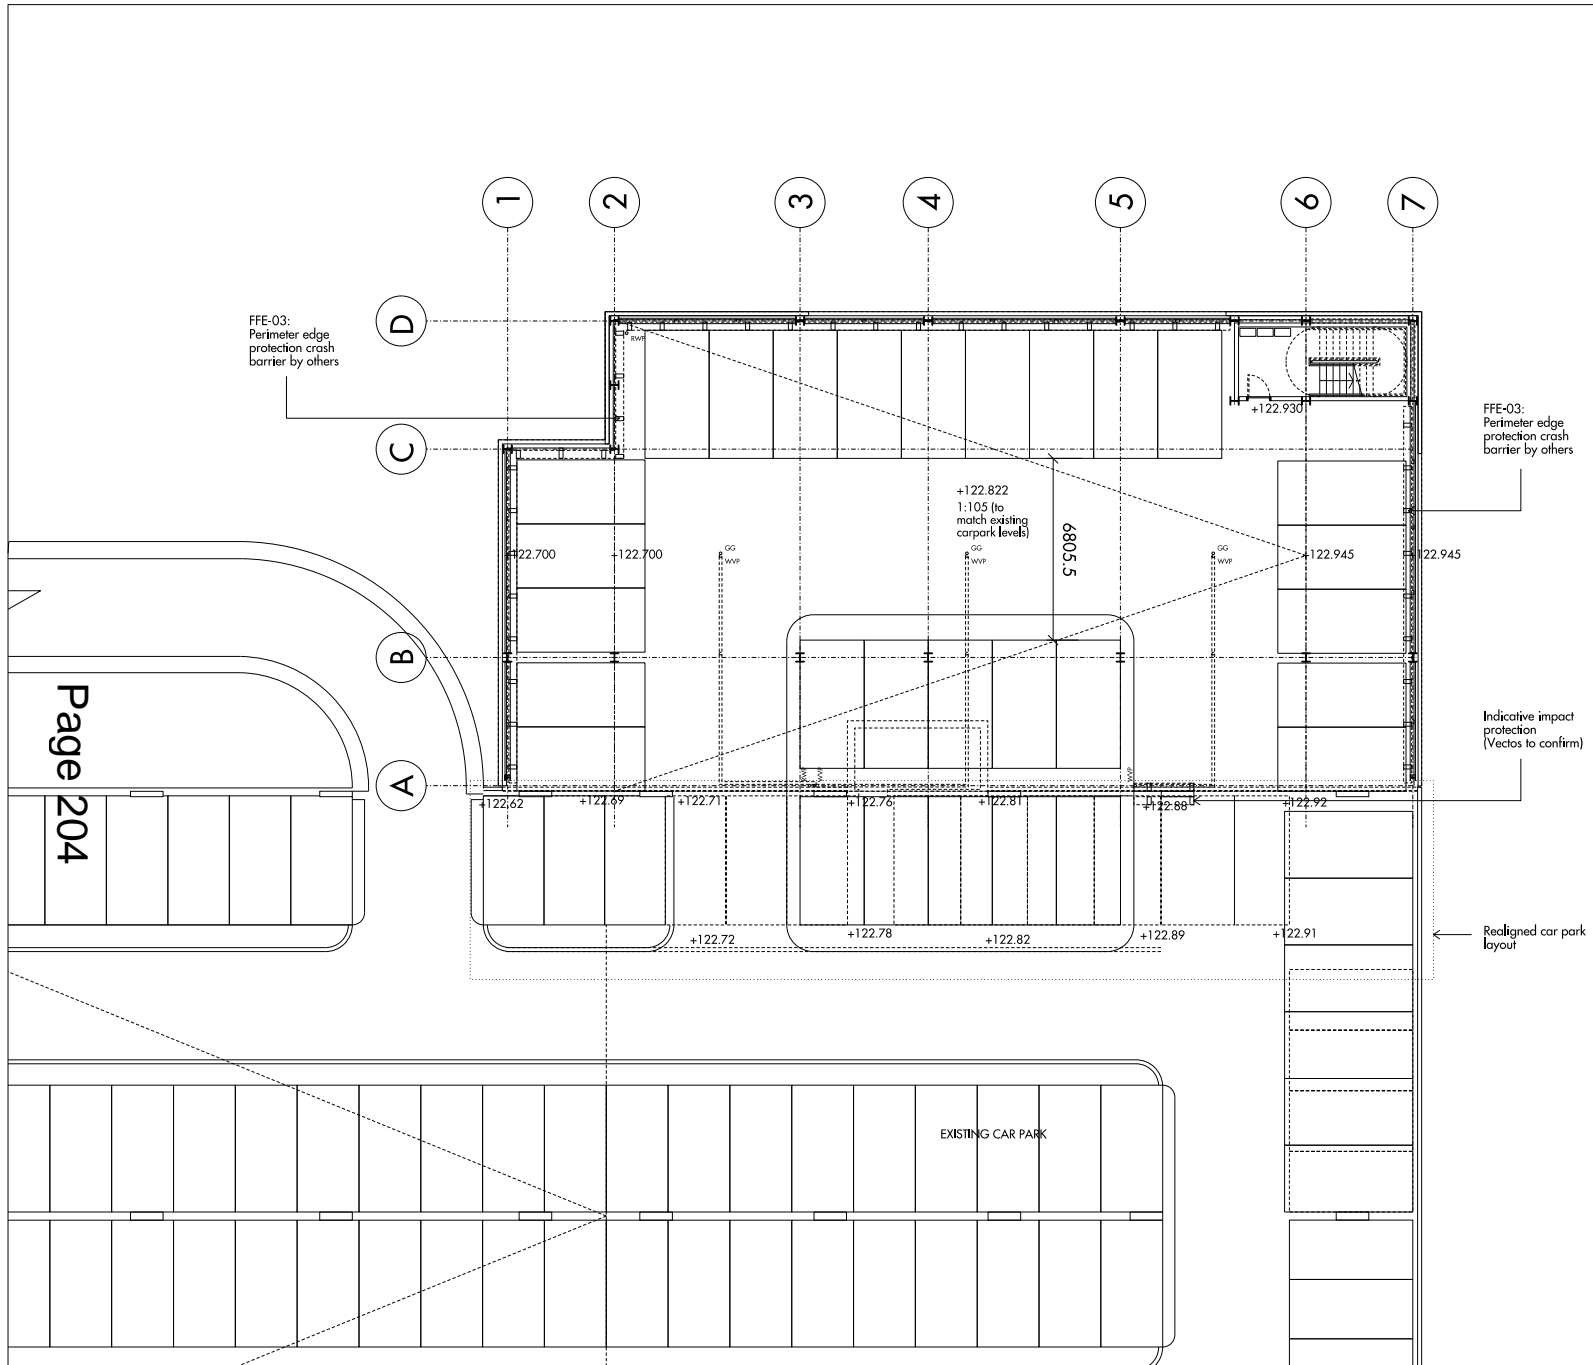 1
2
3
4
5
6
7
D
C
B
A
FFE-03:
Perimeter edge
protection crash
barrier by others
RWP
+122.930
FFE-03:
Perimeter edge
protection crash
barrier by others
+122.822
1:105 (to
match existing
carpark levels)
6805.5
+122.700
+122.700
GG
WVP
GG
WVP
GG
WVP
+122.945
+122.945
Page 204
Indicative impact
protection
(Vectos to confirm)
WVP
WVP
WVP
+122.62
+122.69
+122.71
+122.76
+122.81
+122.88
+122.92
+122.72
+122.78
+122.82
+122.89
+122.91
Realigned car park
layout
EXISTING CAR PARK